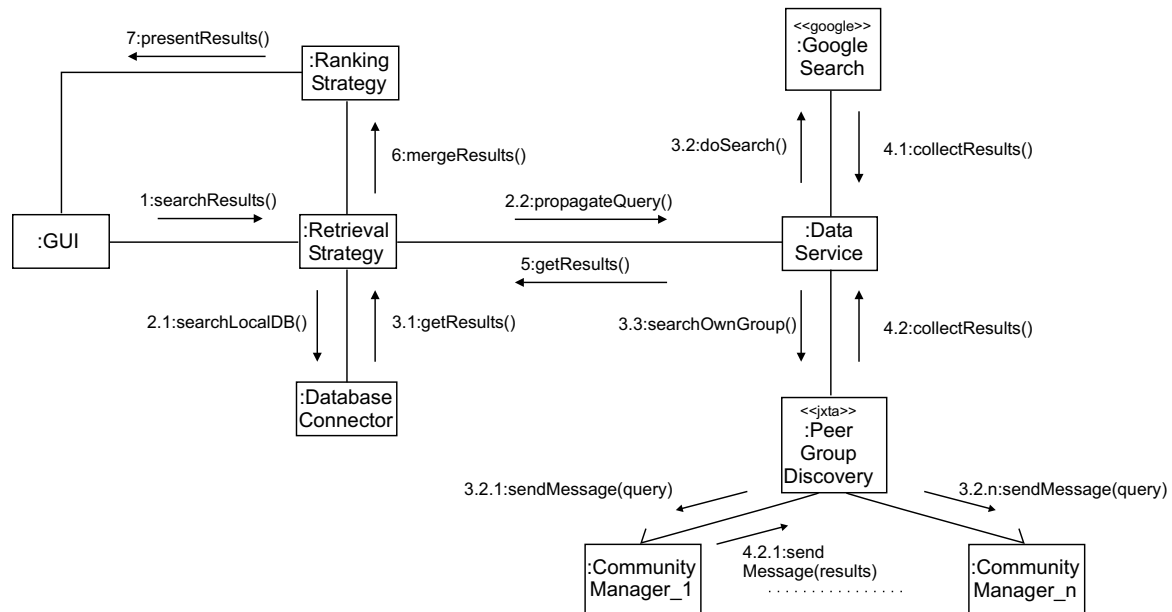 7:presentResults()
:Ranking
Strategy
<<google>>
:Google
Search
6:mergeResults()
3.2:doSearch()
4.1:collectResults()
1:searchResults()
2.2:propagateQuery()
:GUI
:Retrieval
Strategy
:Data
Service
5:getResults()
2.1:searchLocalDB()
3.1:getResults()
3.3:searchOwnGroup()
4.2:collectResults()
:Database
Connector
<<jxta>>
:Peer
Group
Discovery
3.2.1:sendMessage(query)
3.2.n:sendMessage(query)
4.2.1:send
Message(results)
:Community
Manager_1
:Community
Manager_n